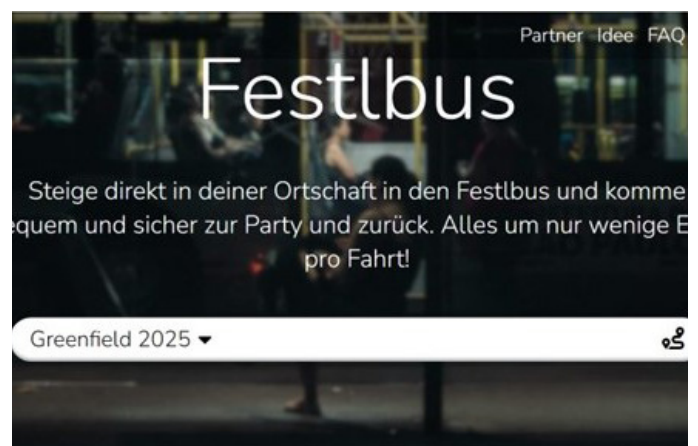 Partner Idee FAQ
Festlbus
Steige direkt in deiner Ortschaft in den Festlbus und komme
equem und sicher zur Party und zurück. Alles um nur wenige E
pro Fahrt!
Greenfield 2025